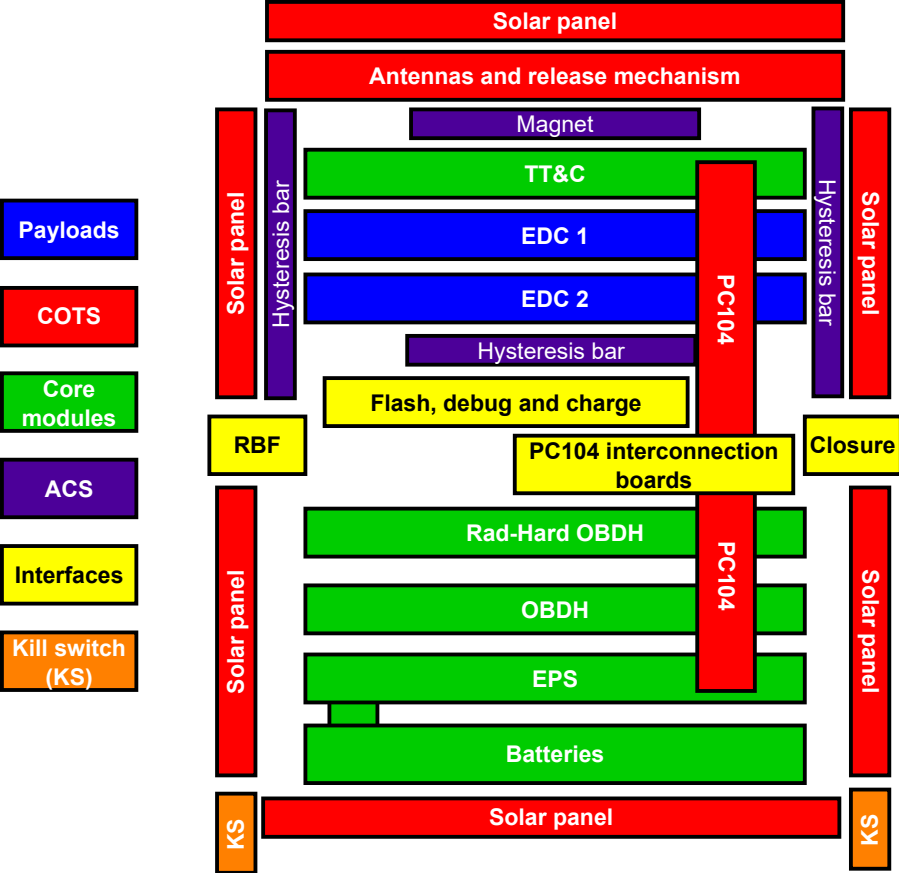 Solar panel
Antennas and release mechanism
Magnet
TT&C
EDC 1
EDC 2
Hysteresis bar
Flash, debug and charge
RBF
PC104 interconnection
boards
Closure
Rad-Hard OBDH
OBDH
EPS
Batteries
Solar panel
KS
KS
Solar panel
Hysteresis bar
Hysteresis bar
Solar panel
PC104
PC104
Solar panel
Solar panel
Payloads
COTS
Core
modules
ACS
Interfaces
Kill switch
(KS)